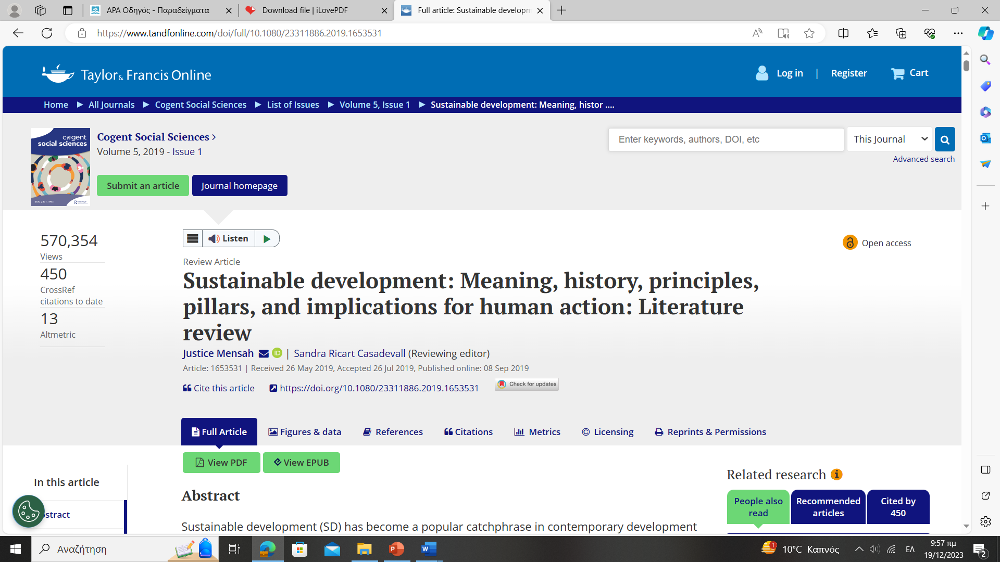 APA Οδηγός - Παραδείγματα
Download file | iLovePDF
Full article: Sustainable developm
https://www.tandfonline.com/doi/full/10.1080/23311886.2019.1653531
Taylor & Francis Online
Log in | Register Cart
Home ▶ All Journals ▶ Cogent Social Sciences ▶ List of Issues ▶ Volume 5, Issue 1 ▶ Sustainable development: Meaning, histor ....
cogent
social sciences
Cogent Social Sciences >
Volume 5, 2019 - Issue 1
Enter keywords, authors, DOI, etc
This Journal
Advanced search
Submit an article
Journal homepage
570,354
Views
450
CrossRef
citations to date
13
Altmetric
Listen
Open access
Review Article
Sustainable development: Meaning, history, principles,
pillars, and implications for human action: Literature
review
Justice Mensah | Sandra Ricart Casadevall (Reviewing editor)
Article: 1653531 | Received 26 May 2019, Accepted 26 Jul 2019, Published online: 08 Sep 2019
Cite this article https://doi.org/10.1080/23311886.2019.1653531 Check for updates
Full Article Figures & data References Citations Metrics Licensing Reprints & Permissions
View PDF View EPUB
In this article
stract
Abstract
Sustainable development (SD) has become a popular catchphrase in contemporary development
Related research
People also
read
Recommended
articles
Cited by
450
Αναζήτηση
1
10°C Καπνός
ΕΛ
9:57 πμ
19/12/2023
2